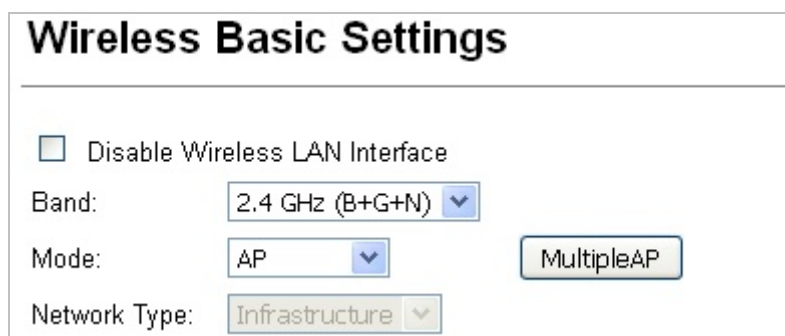 Wireless Basic Settings
Disable Wireless LAN Interface
Band: 2.4 GHz (B+G+N)
Mode: AP MultipleAP
Network Type: Infrastructure